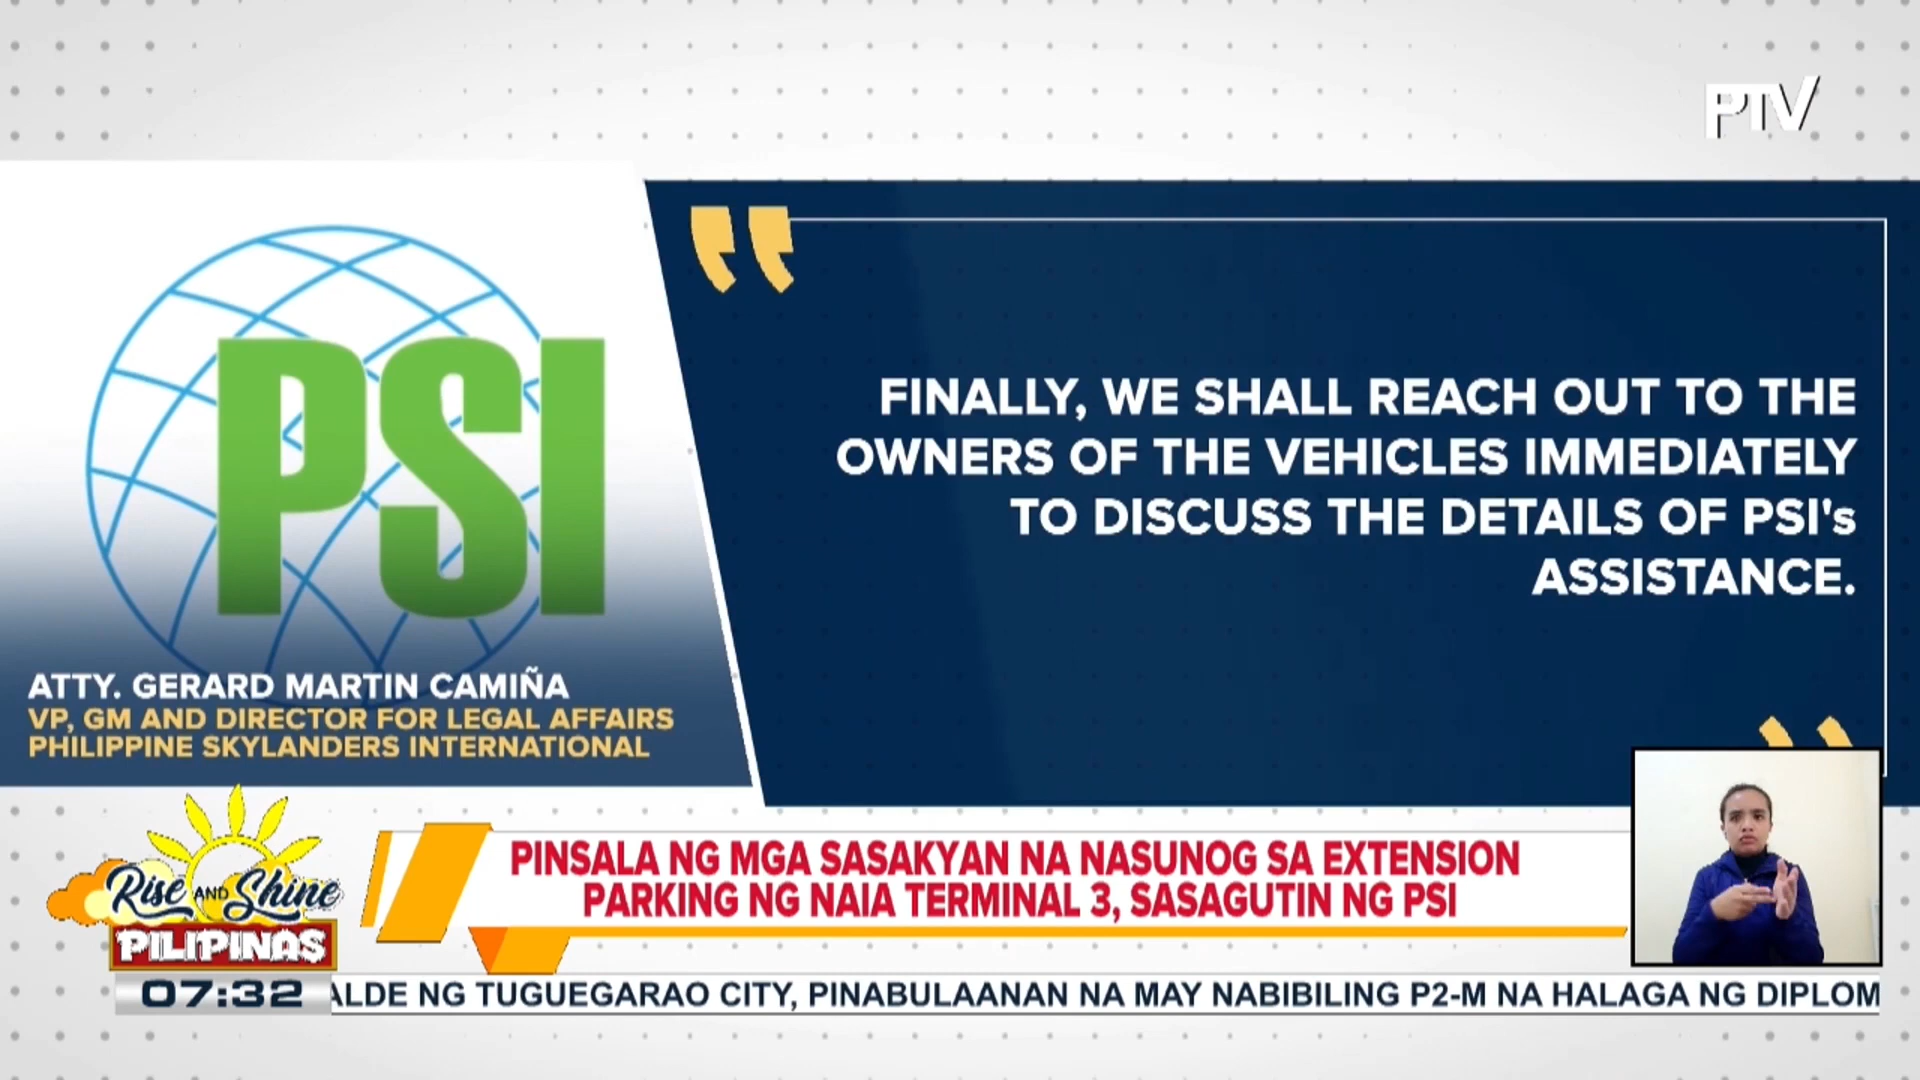 PTV
FINALLY, WE SHALL REACH OUT TO THE
OWNERS OF THE VEHICLES IMMEDIATELY
TO DISCUSS THE DETAILS OF PSI's
ASSISTANCE.
PSI
ATTY. GERARD MARTIN CAMIÑA
VP, GM AND DIRECTOR FOR LEGAL AFFAIRS
PHILIPPINE SKYLANDERS INTERNATIONAL
Rise AND Shine
PILIPINAS
PINSALA NG MGA SASAKYAN NA NASUNOG SA EXTENSION
PARKING NG NAIA TERMINAL 3, SASAGUTIN NG PSI
07:32
ALDE NG TUGUEGARAO CITY, PINABULAANAN NA MAY NABIBILING P2-M NA HALAGA NG DIPLOM